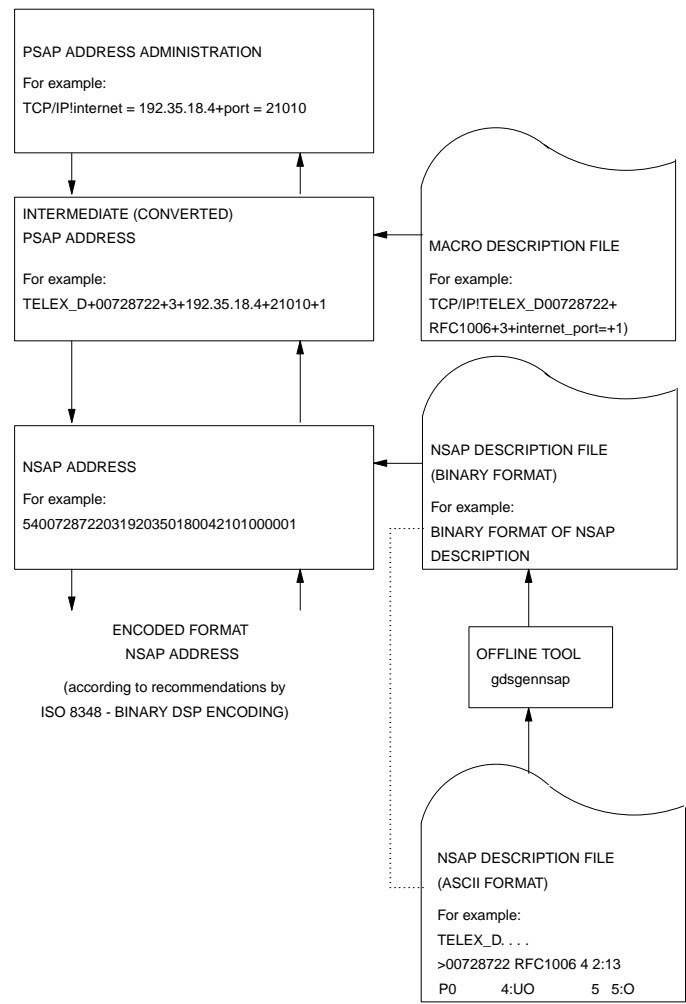 PSAP ADDRESS ADMINISTRATION
For example:
TCP/IP!internet = 192.35.18.4+port = 21010
INTERMEDIATE (CONVERTED)
PSAP ADDRESS
For example:
TELEX_D+00728722+3+192.35.18.4+21010+1
MACRO DESCRIPTION FILE
For example:
TCP/IP!TELEX_D00728722+
RFC1006+3+internet_port=+1)
NSAP ADDRESS
For example:
540072872203192035018004210100001
NSAP DESCRIPTION FILE
(BINARY FORMAT)
For example:
BINARY FORMAT OF NSAP
DESCRIPTION
ENCODED FORMAT
NSAP ADDRESS
(according to recommendations by
ISO 8348 - BINARY DSP ENCODING)
OFFLINE TOOL
gdsgennsap
NSAP DESCRIPTION FILE
(ASCII FORMAT)
For example:
TELEX_D. . . .
>00728722 RFC1006 4 2:13
P0 4:UO 5 5:O